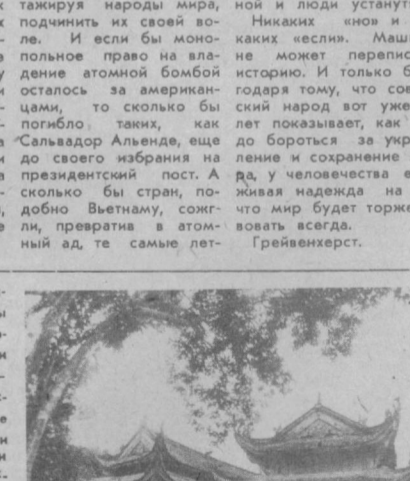 тажируя народы мира,
подчинить их своей во-
ле. И если бы моно-
польное право на вла-
дение атомной бомбой
осталось за американ-
цами, то сколько бы
погибло таких, как
Сальвадор Альенде, еще
до своего избрания на
президентский пост. А
сколько бы стран, по-
добно Вьетнаму, сожг-
ли, превратив в атом-
ный ад, те самые лет-
ной и люди устанут
Никаких «но» и
каких «если». Маш
не может перепис
историю. И только б
годаря тому, что сов
ский народ вот уже
лет показывает, как
до бороться за укр
ление и сохранение
ра, у человечества е
живая надежда на
что мир будет торже
вовать всегда.
Грейвенхерст.